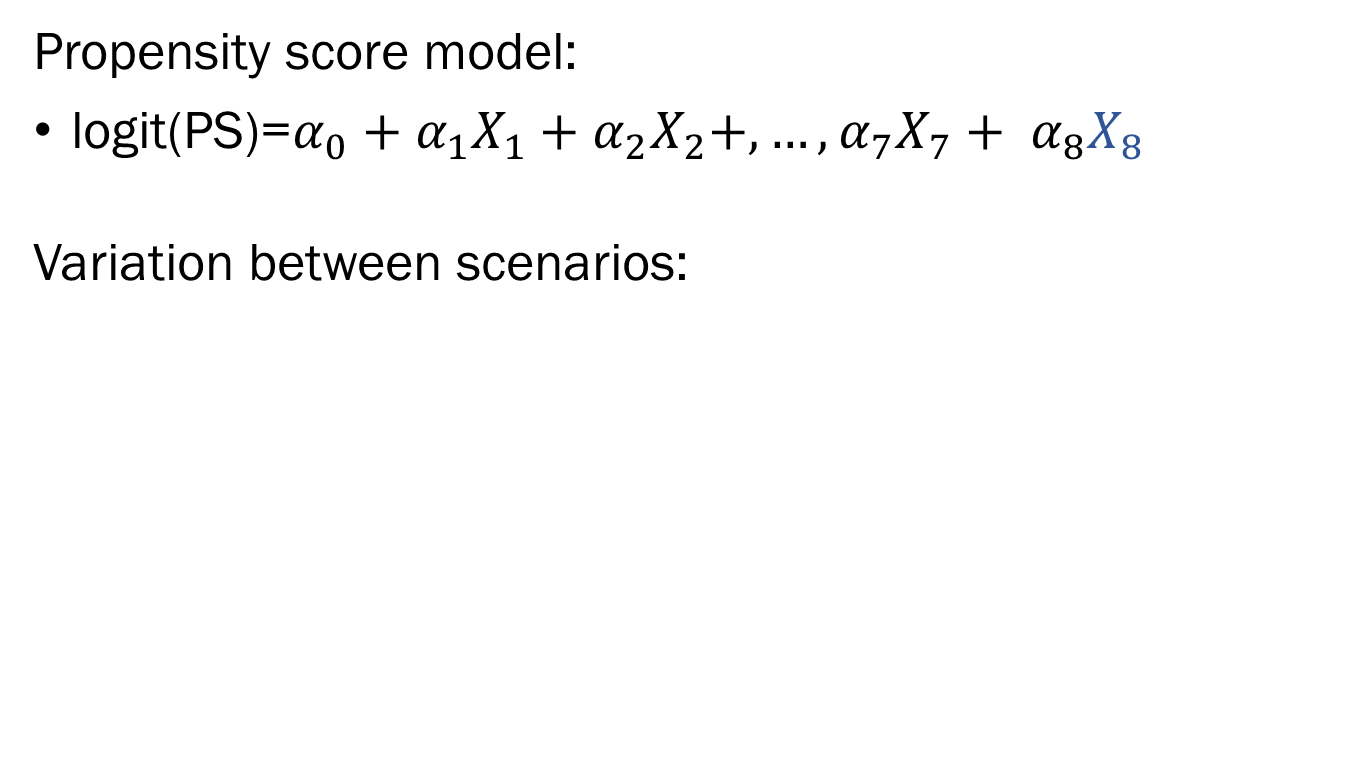 Propensity score model:
• logit(PS)=α₀ + α₁X₁ + α₂X₂+, … , α₇X₇ + α₈X₈
Variation between scenarios: